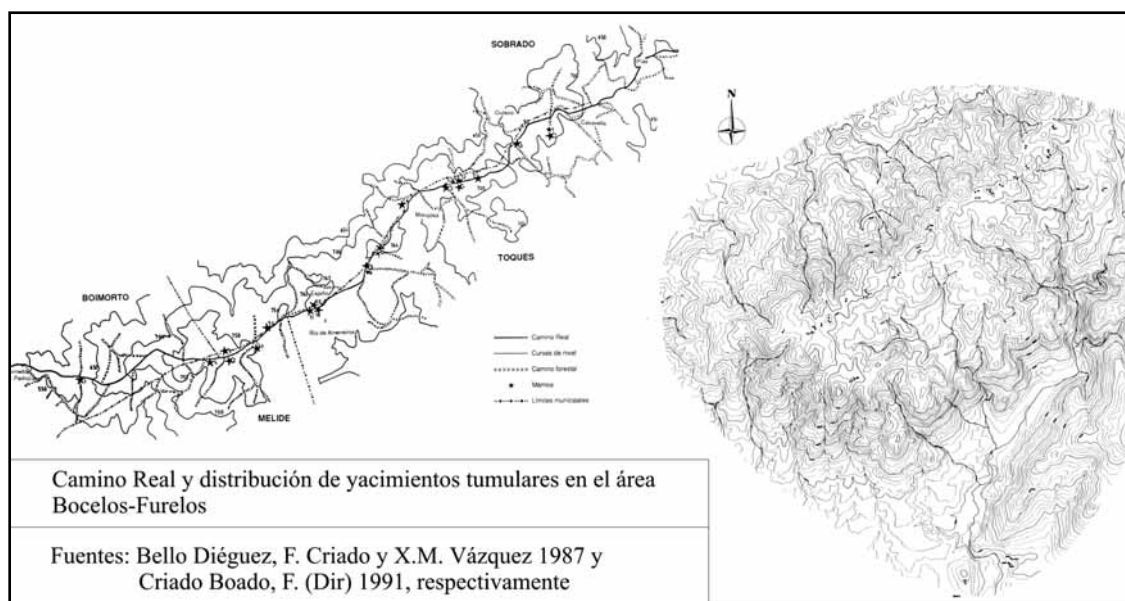 SOBRADO
N
TOQUES
BOIMORTO
Camino Real
Curvas de nivel
Camino forestal
Mámoa
Límites municipales
MELIDE
Camino Real y distribución de yacimientos tumulares en el área
Bocelos-Furelos
Fuentes: Bello Diéguez, F. Criado y X.M. Vázquez 1987 y
Criado Boado, F. (Dir) 1991, respectivamente